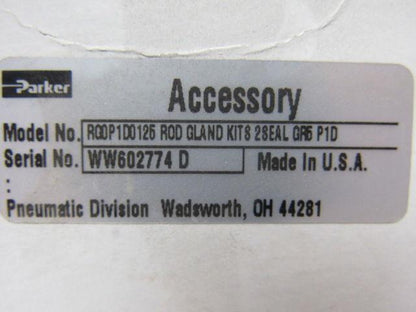 Parker
Accessory
Model No. RG0P1D0125 ROD GLAND KITS 2SEAL GR5 P1D
Serial No. WW602774 D Made In U.S.A.
:
Pneumatic Division Wadsworth, OH 44281